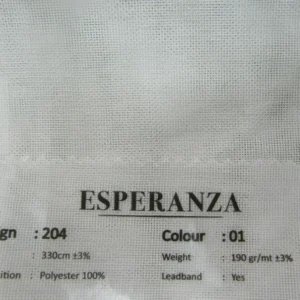 ESPERANZA
gn : 204 Colour : 01
: 330cm ±3% Weight : 190 gr/mt ±3%
ition : Polyester 100% Leadband : Yes